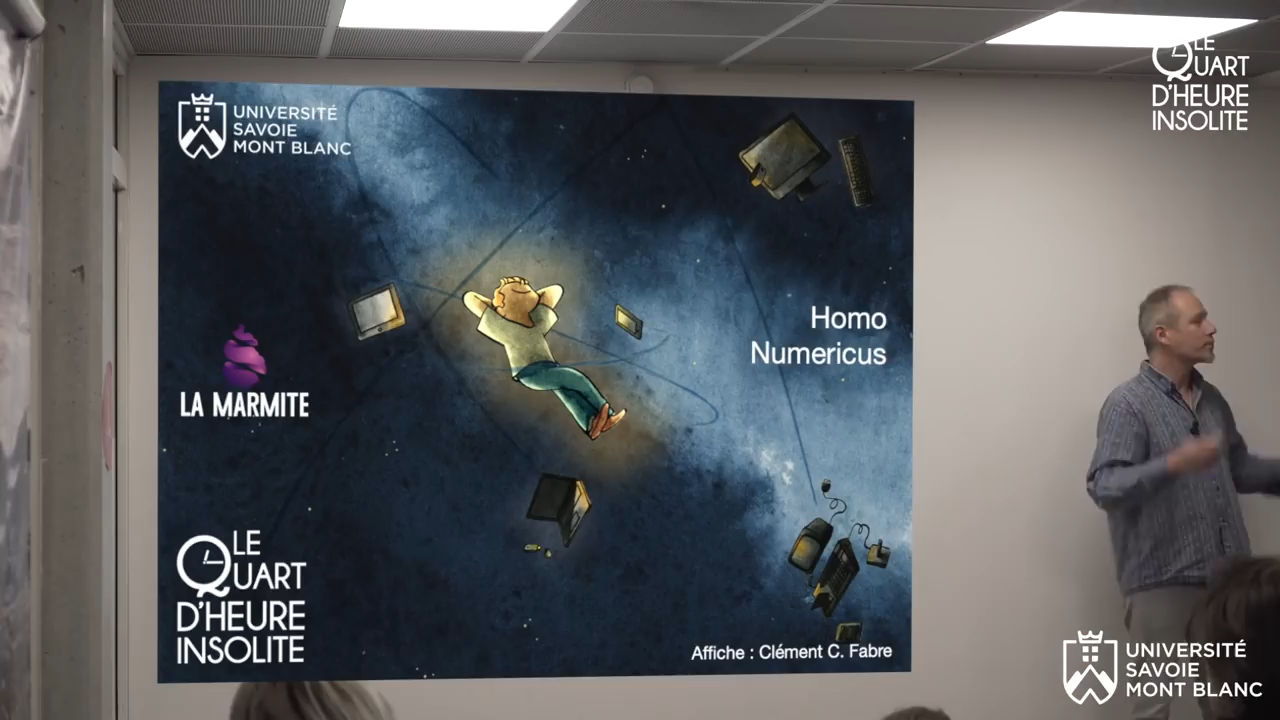 UNIVERSITÉ
SAVOIE
MONT BLANC
LE
QUART
D'HEURE
INSOLITE
Homo
Numericus
LA MARMITE
LE
QUART
D'HEURE
INSOLITE
Affiche : Clément C. Fabre
UNIVERSITÉ
SAVOIE
MONT BLANC